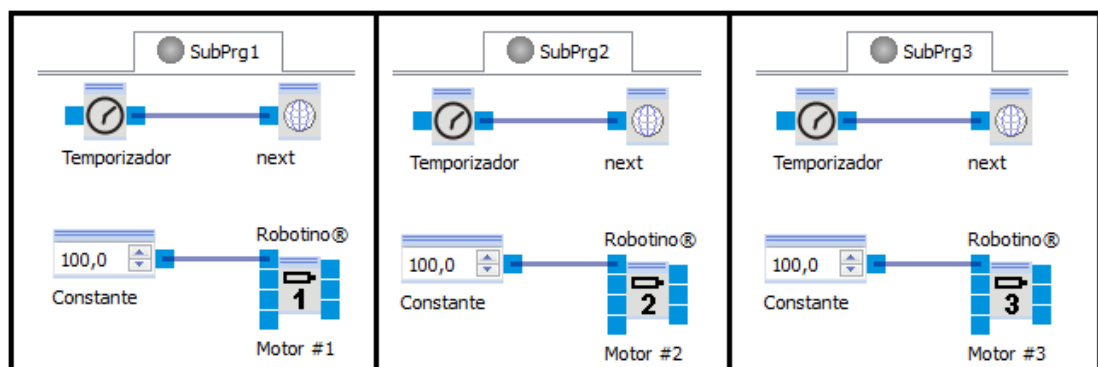 SubPrg1
Temporizador
next
100,0
Constante
Robotino®
1
Motor #1
SubPrg2
Temporizador
next
100,0
Constante
Robotino®
2
Motor #2
SubPrg3
Temporizador
next
100,0
Constante
Robotino®
3
Motor #3